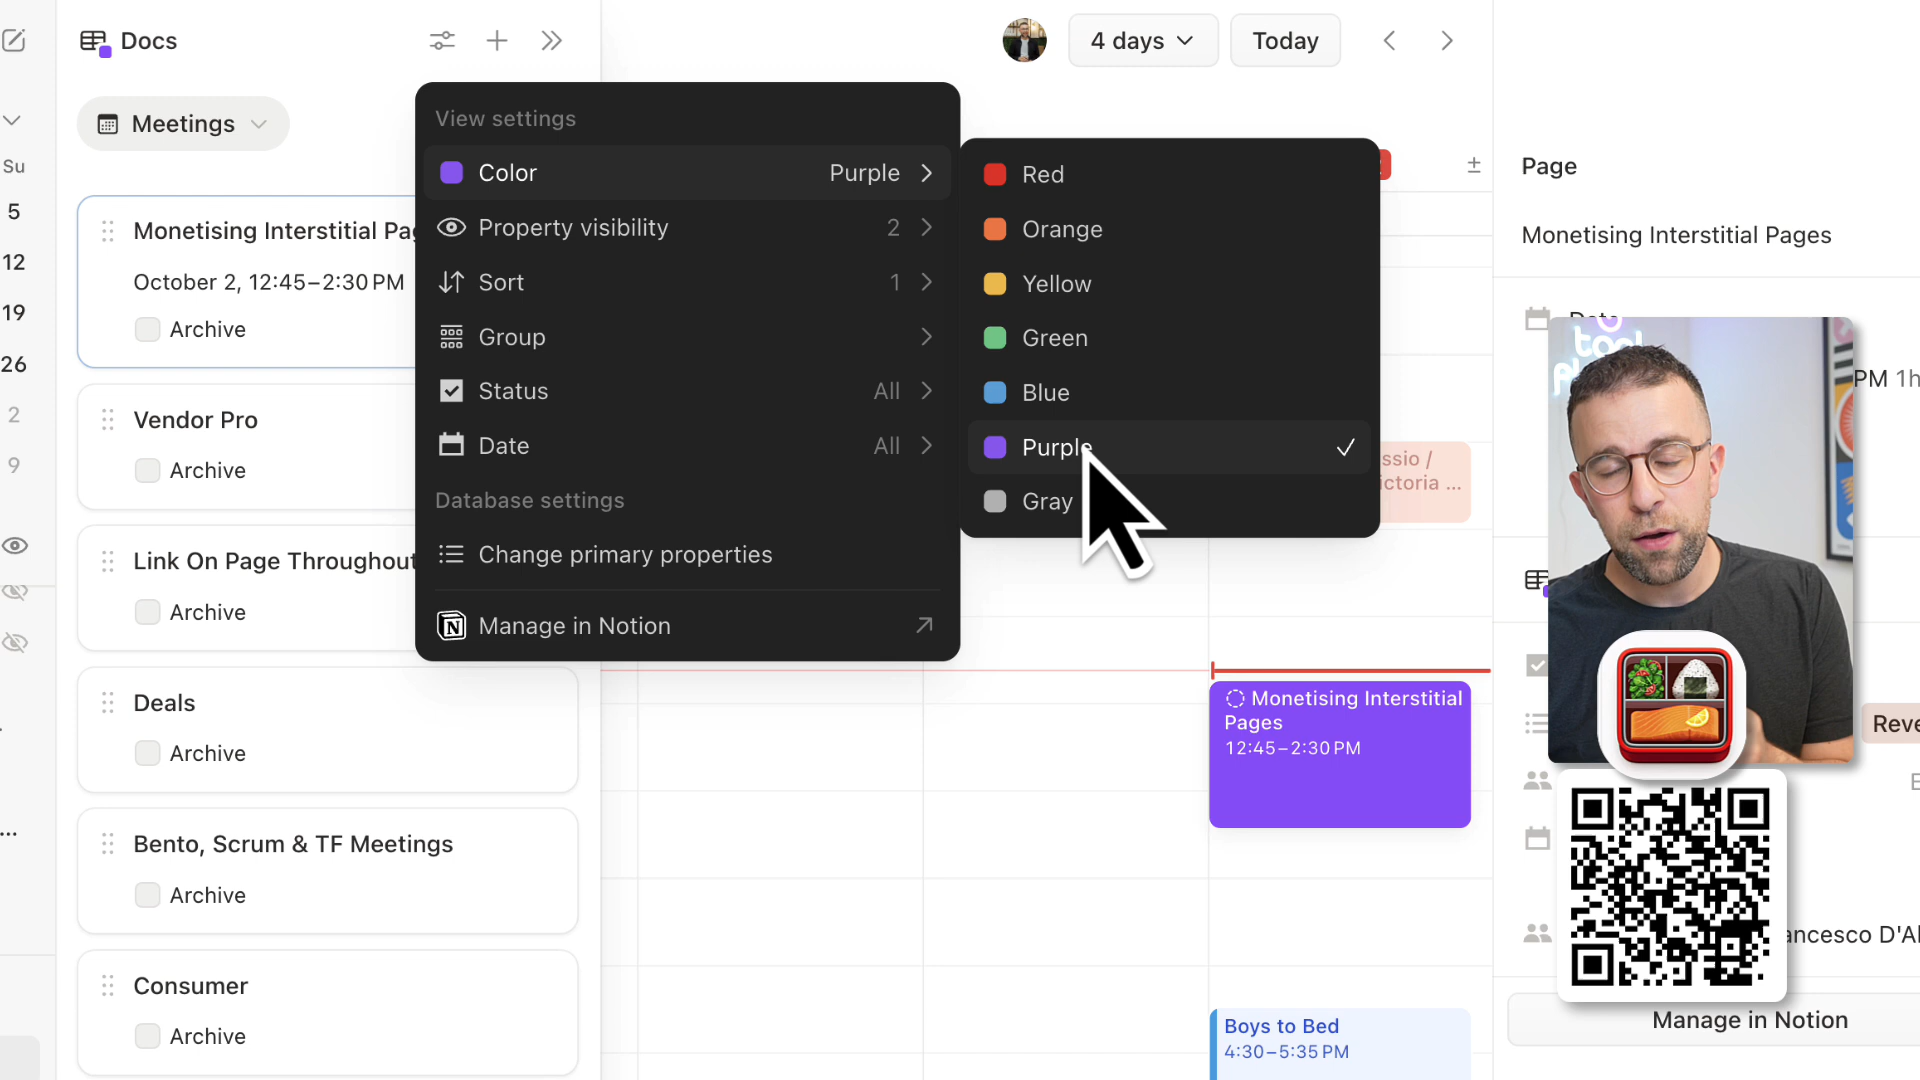 Docs
4 days
Today
Meetings
View settings
Color
Purple
Property visibility
2
Sort
1
Group
Status
All
Date
All
Database settings
Change primary properties
Manage in Notion
Red
Orange
Yellow
Green
Blue
Purple
Gray
Su
5
12
19
26
2
9
Monetising Interstitial
October 2, 12:45–2:30 PM
Archive
Vendor Pro
Archive
Link On Page Throughout
Archive
Deals
Archive
Bento, Scrum & TF Meetings
Archive
Consumer
Archive
ssio /
ictoria ...
Monetising Interstitial
Pages
12:45–2:30 PM
Boys to Bed
4:30–5:35 PM
±
Page
Monetising Interstitial Pages
PM 1h
Reve
ancesco D'Al
Manage in Notion